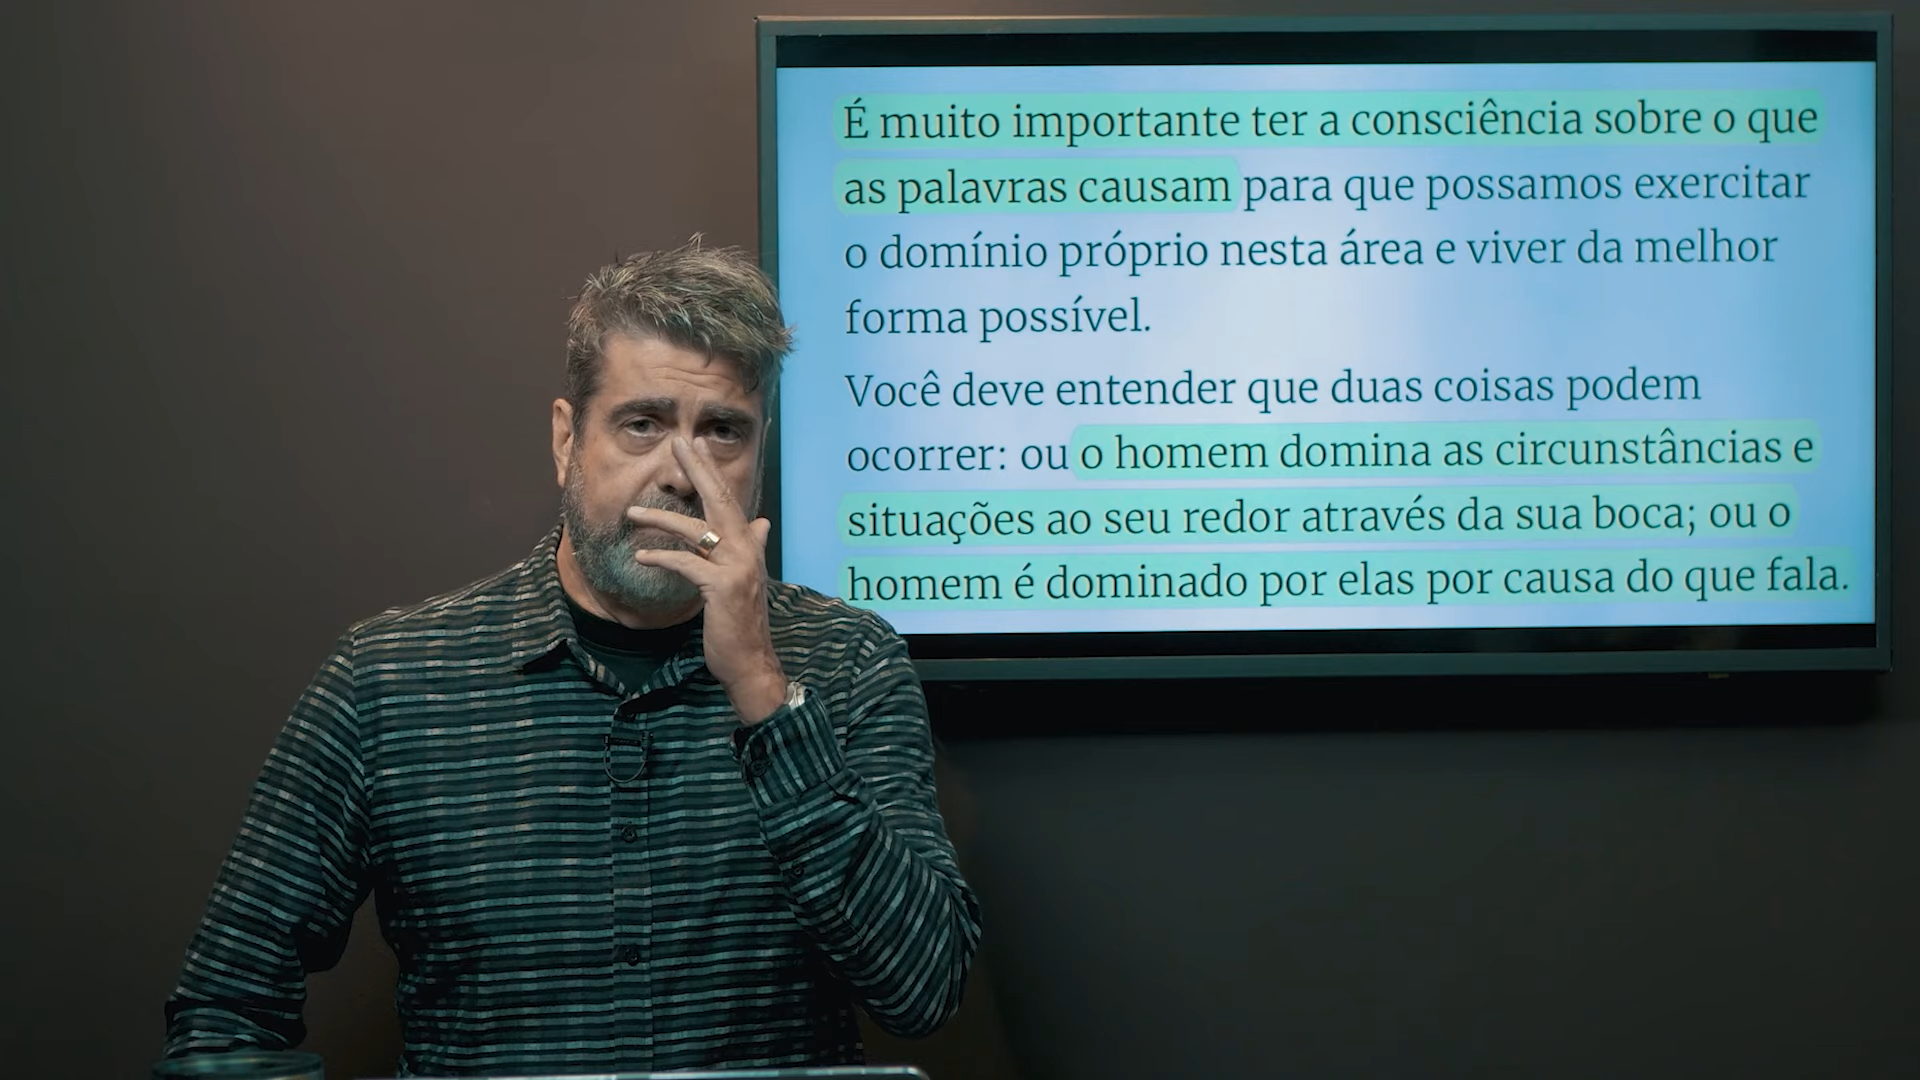 É muito importante ter a consciência sobre o que
as palavras causam para que possamos exercitar
o domínio próprio nesta área e viver da melhor
forma possível.
Você deve entender que duas coisas podem
ocorrer: ou o homem domina as circunstâncias e
situações ao seu redor através da sua boca; ou o
homem é dominado por elas por causa do que fala.